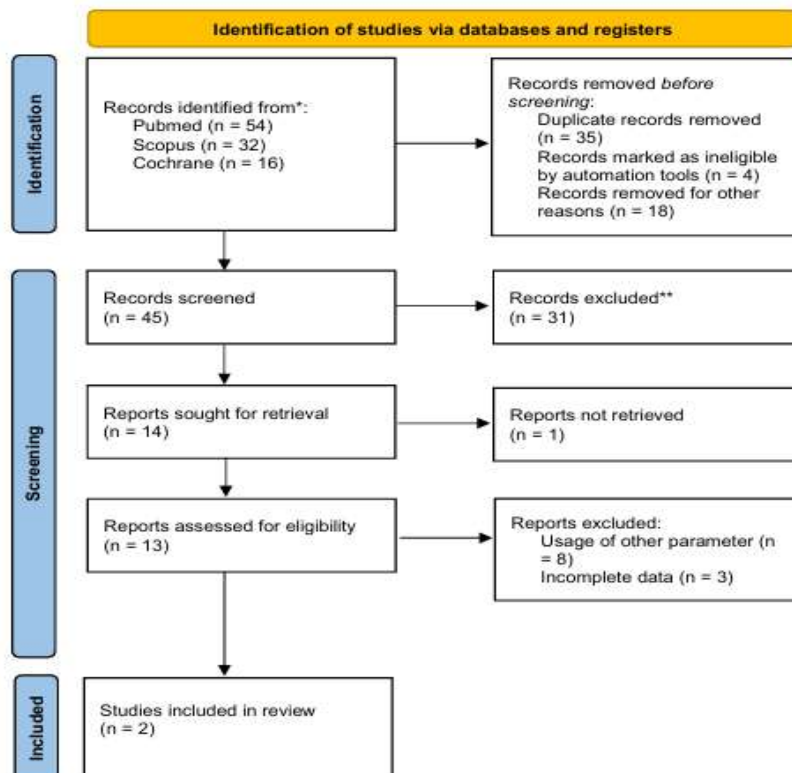 Identification of studies via databases and registers
Identification
Records identified from*:
Pubmed (n = 54)
Scopus (n = 32)
Cochrane (n = 16)
Records removed before
screening:
Duplicate records removed
(n = 35)
Records marked as ineligible
by automation tools (n = 4)
Records removed for other
reasons (n = 18)
Screening
Records screened
(n = 45)
Records excluded**
(n = 31)
Reports sought for retrieval
(n = 14)
Reports not retrieved
(n = 1)
Reports assessed for eligibility
(n = 13)
Reports excluded:
Usage of other parameter (n
= 8)
Incomplete data (n = 3)
Included
Studies included in review
(n = 2)